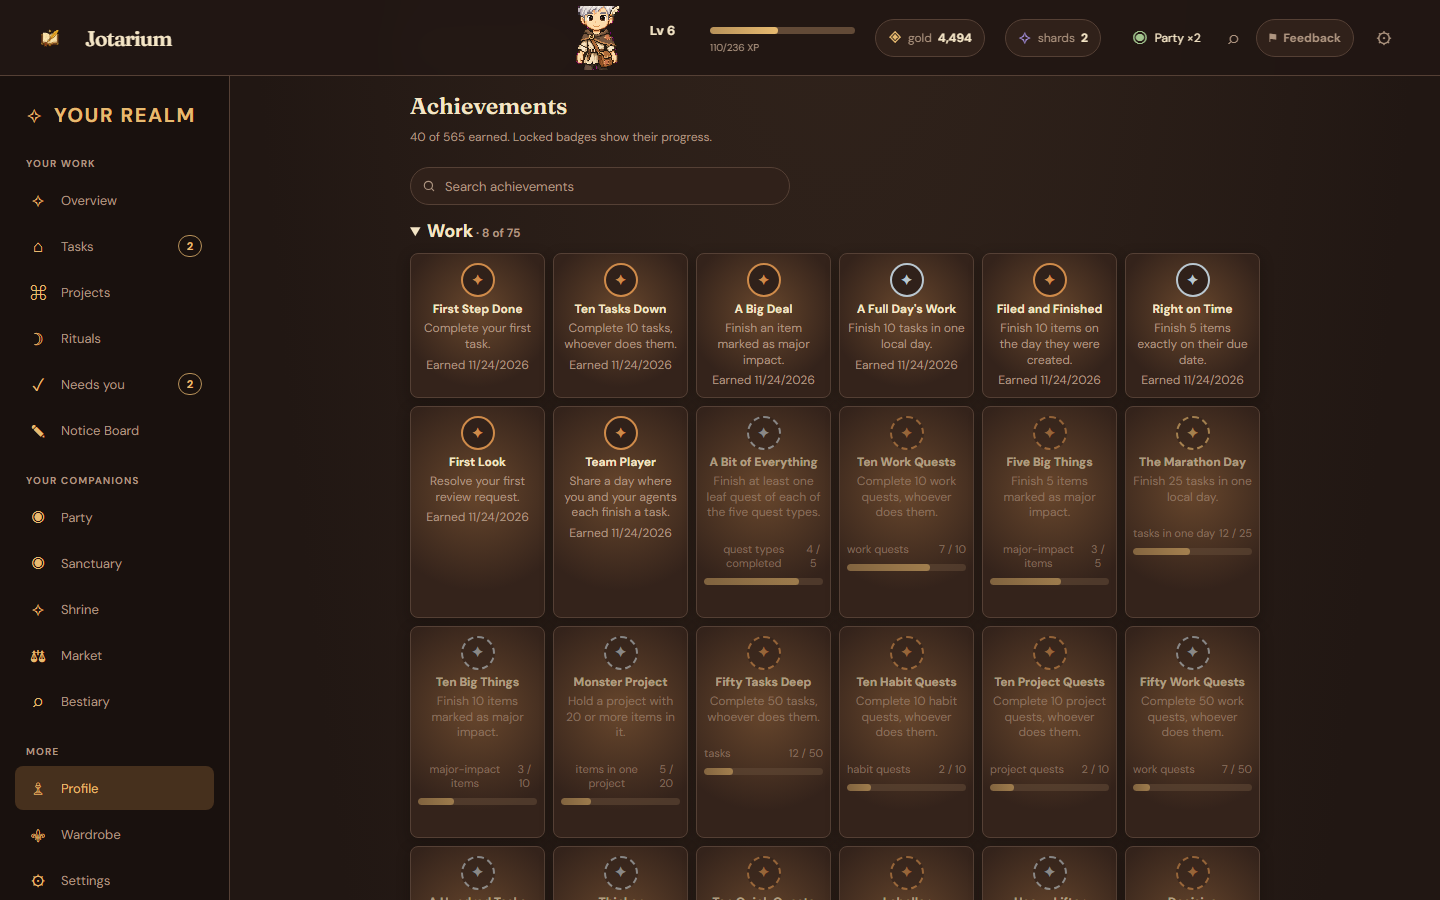 Jotarium
Lv 6
110/236 XP
gold 4,494
shards 2
Party ×2
Feedback
YOUR REALM
YOUR WORK
Overview
Tasks 2
Projects
Rituals
Needs you 2
Notice Board
YOUR COMPANIONS
Party
Sanctuary
Shrine
Market
Bestiary
MORE
Profile
Wardrobe
Settings
Achievements
40 of 565 earned. Locked badges show their progress.
Search achievements
Work · 8 of 75
First Step Done
Complete your first
task.
Earned 11/24/2026
Ten Tasks Down
Complete 10 tasks,
whoever does them.
Earned 11/24/2026
A Big Deal
Finish an item
marked as major
impact.
Earned 11/24/2026
A Full Day's Work
Finish 10 tasks in one
local day.
Earned 11/24/2026
Filed and Finished
Finish 10 items on
the day they were
created.
Earned 11/24/2026
Right on Time
Finish 5 items
exactly on their due
date.
Earned 11/24/2026
First Look
Resolve your first
review request.
Earned 11/24/2026
Team Player
Share a day where
you and your agents
each finish a task.
Earned 11/24/2026
A Bit of Everything
Finish at least one
leaf quest of each of
the five quest types.
quest types 4 /
completed 5
Ten Work Quests
Complete 10 work
quests, whoever
does them.
work quests 7 / 10
Five Big Things
Finish 5 items
marked as major
impact.
major-impact 3 /
items 5
The Marathon Day
Finish 25 tasks in one
local day.
tasks in one day 12 / 25
Ten Big Things
Finish 10 items
marked as major
impact.
major-impact 3 /
items 10
Monster Project
Hold a project with
20 or more items in
it.
items in one 5 /
project 20
Fifty Tasks Deep
Complete 50 tasks,
whoever does them.
tasks 12 / 50
Ten Habit Quests
Complete 10 habit
quests, whoever
does them.
habit quests 2 / 10
Ten Project Quests
Complete 10 project
quests, whoever
does them.
project quests 2 / 10
Fifty Work Quests
Complete 50 work
quests, whoever
does them.
work quests 7 / 50